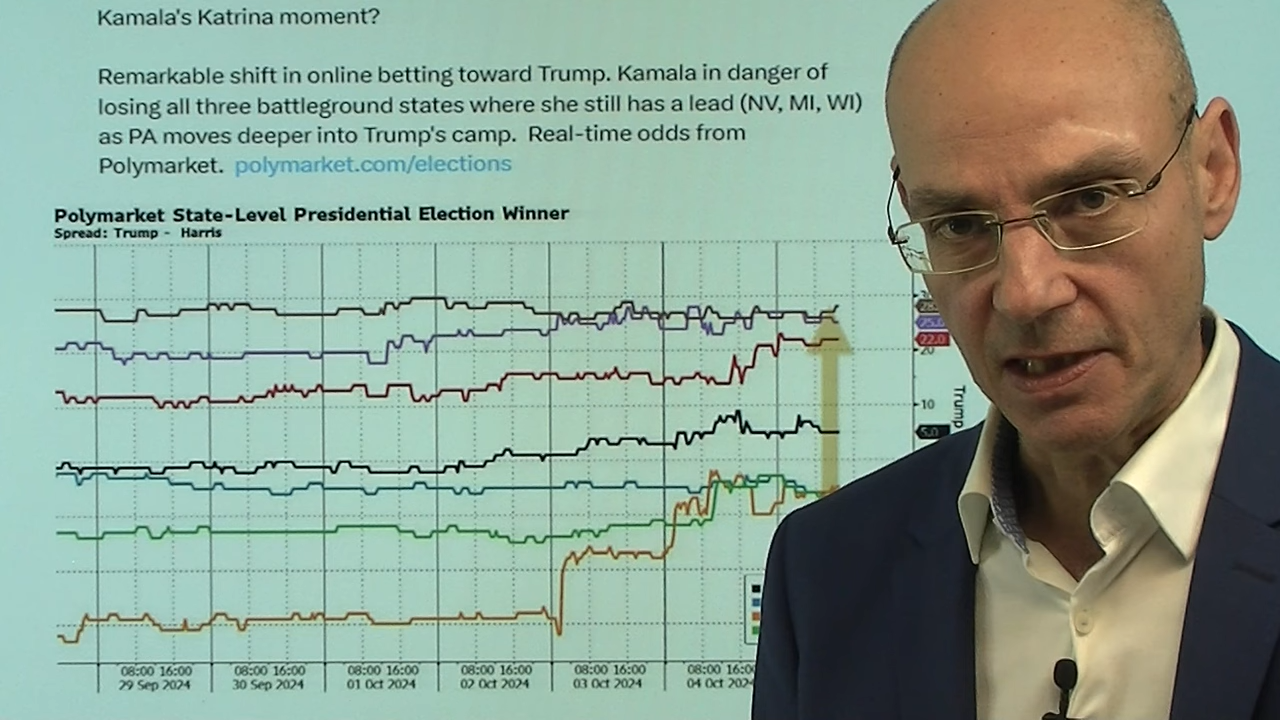 Kamala's Katrina moment?
Remarkable shift in online betting toward Trump. Kamala in danger of
losing all three battleground states where she still has a lead (NV, MI, WI)
as PA moves deeper into Trump's camp. Real-time odds from
Polymarket. polymarket.com/elections
Polymarket State-Level Presidential Election Winner
Spread: Trump - Harris
25.0
22.0
20
10
Trump
5.0
08:00 16:00 08:00 16:00 08:00 16:00 08:00 16:00 08:00 16:00 08:00 16:00
29 Sep 2024 30 Sep 2024 01 Oct 2024 02 Oct 2024 03 Oct 2024 04 Oct 2024